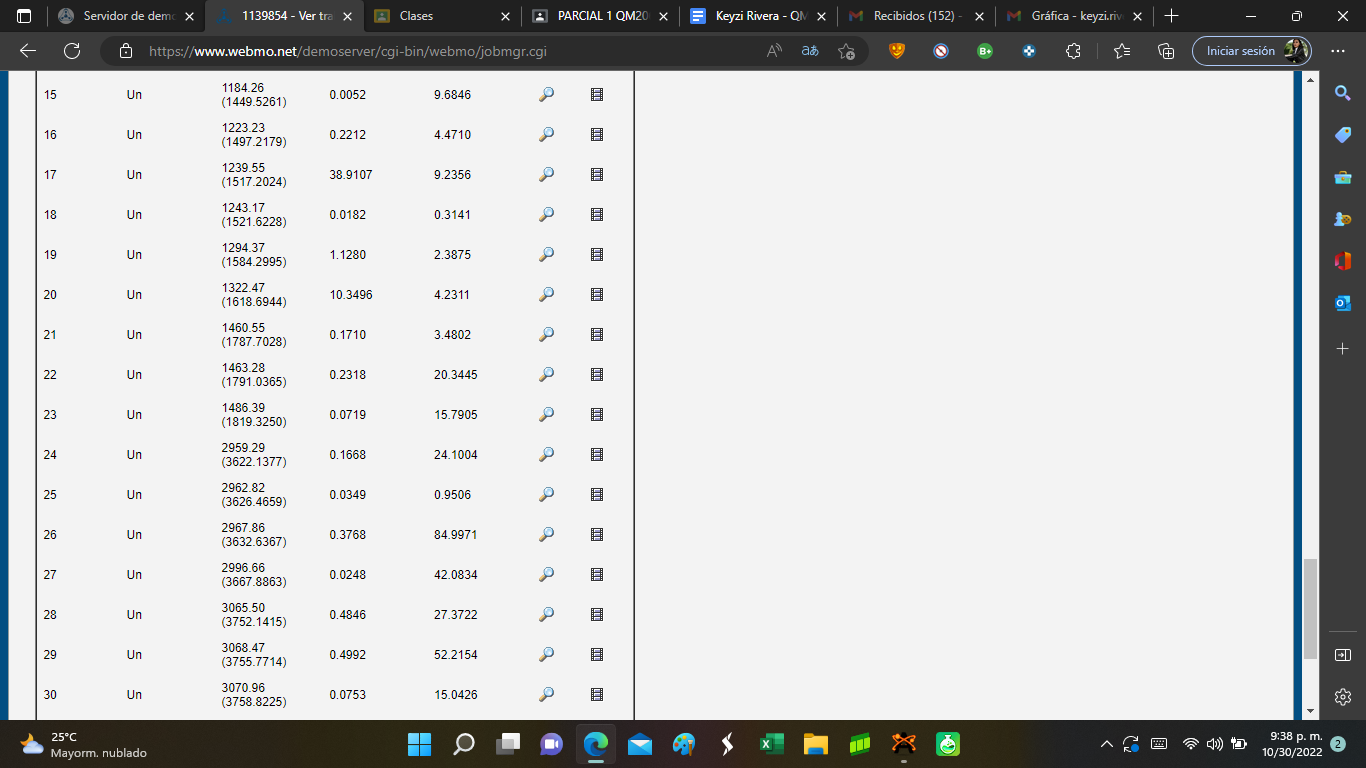 Servidor de demo
1139854 - Ver tra
Clases
PARCIAL 1 QM20
Keyzi Rivera - QM
Recibidos (152) -
Gráfica - keyzi.riv
https://www.webmo.net/demoserver/cgi-bin/webmo/jobmgr.cgi
Iniciar sesión
15 Un 1184.26 (1449.5261) 0.0052 9.6846
16 Un 1223.23 (1497.2179) 0.2212 4.4710
17 Un 1239.55 (1517.2024) 38.9107 9.2356
18 Un 1243.17 (1521.6228) 0.0182 0.3141
19 Un 1294.37 (1584.2995) 1.1280 2.3875
20 Un 1322.47 (1618.6944) 10.3496 4.2311
21 Un 1460.55 (1787.7028) 0.1710 3.4802
22 Un 1463.28 (1791.0365) 0.2318 20.3445
23 Un 1486.39 (1819.3250) 0.0719 15.7905
24 Un 2959.29 (3622.1377) 0.1668 24.1004
25 Un 2962.82 (3626.4659) 0.0349 0.9506
26 Un 2967.86 (3632.6367) 0.3768 84.9971
27 Un 2996.66 (3667.8863) 0.0248 42.0834
28 Un 3065.50 (3752.1415) 0.4846 27.3722
29 Un 3068.47 (3755.7714) 0.4992 52.2154
30 Un 3070.96 (3758.8225) 0.0753 15.0426
25°C
Mayorm. nublado
9:38 p. m.
10/30/2022
2